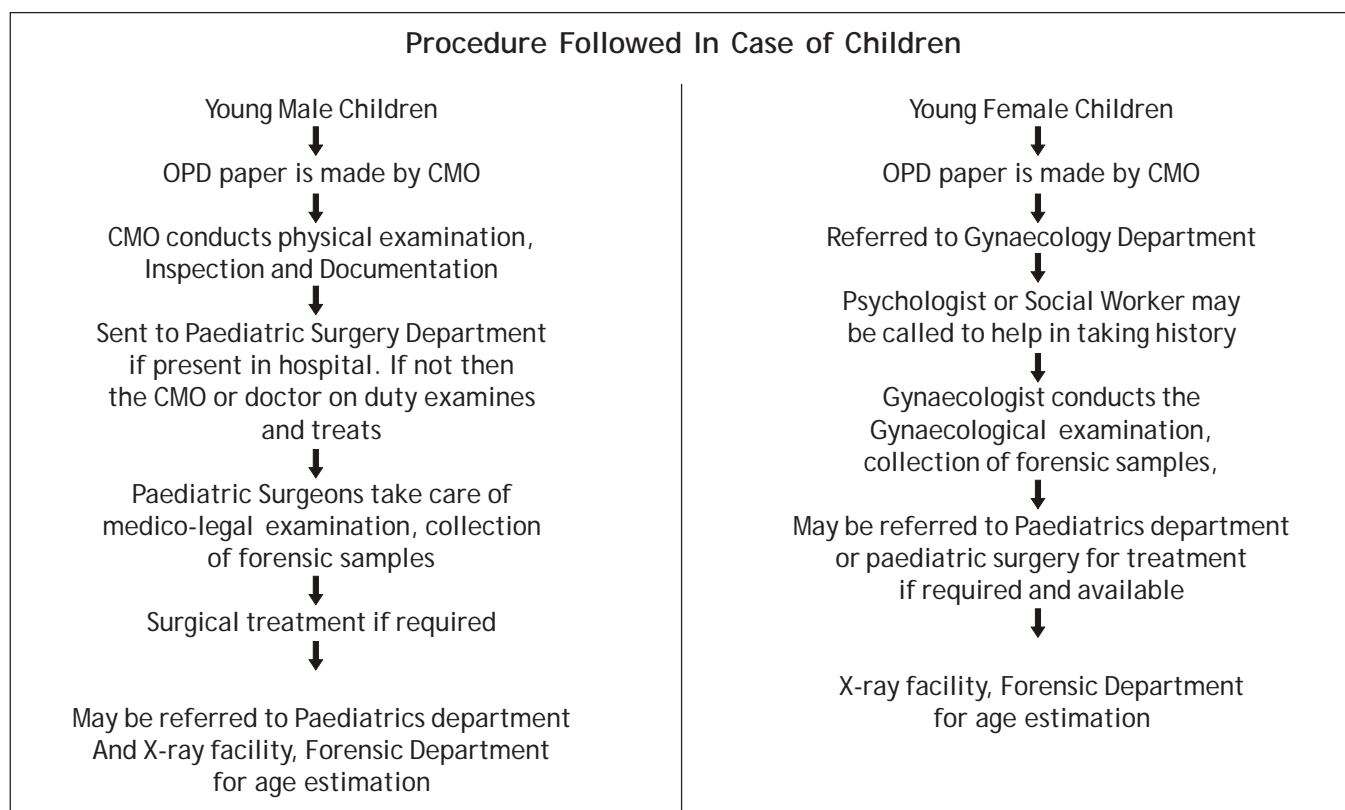 Procedure Followed In Case of Children
Young Male Children
OPD paper is made by CMO
CMO conducts physical examination,
Inspection and Documentation
Sent to Paediatric Surgery Department
if present in hospital. If not then
the CMO or doctor on duty examines
and treats
Paediatric Surgeons take care of
medico-legal examination, collection
of forensic samples
Surgical treatment if required
May be referred to Paediatrics department
And X-ray facility, Forensic Department
for age estimation
Young Female Children
OPD paper is made by CMO
Referred to Gynaecology Department
Psychologist or Social Worker may
be called to help in taking history
Gynaecologist conducts the
Gynaecological examination,
collection of forensic samples,
May be referred to Paediatrics department
or paediatric surgery for treatment
if required and available
X-ray facility, Forensic Department
for age estimation